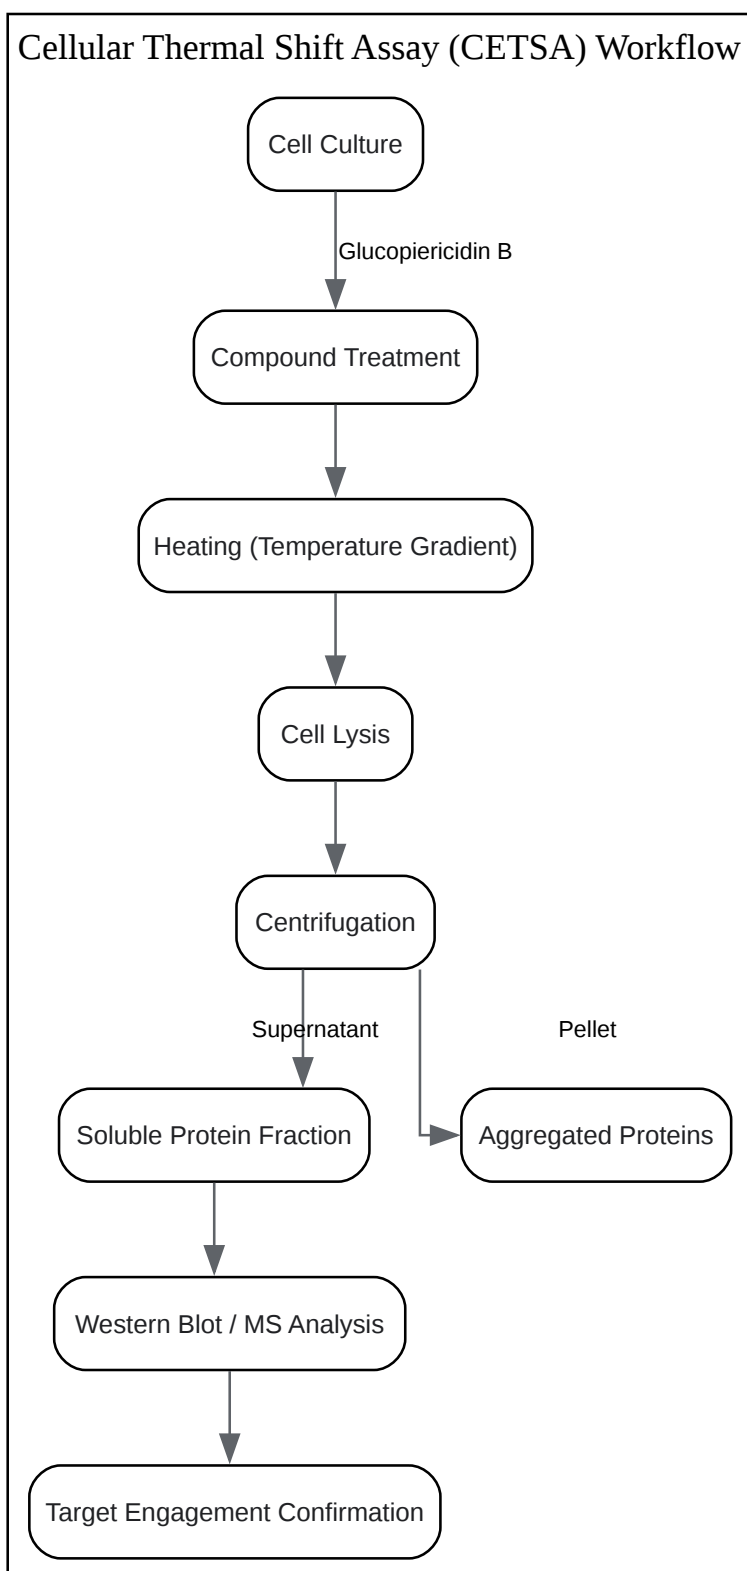 Cellular Thermal Shift Assay (CETSA) Workflow
Cell Culture
Glucopiericidin B
Compound Treatment
Heating (Temperature Gradient)
Cell Lysis
Centrifugation
Supernatant
Pellet
Soluble Protein Fraction
Aggregated Proteins
Western Blot / MS Analysis
Target Engagement Confirmation